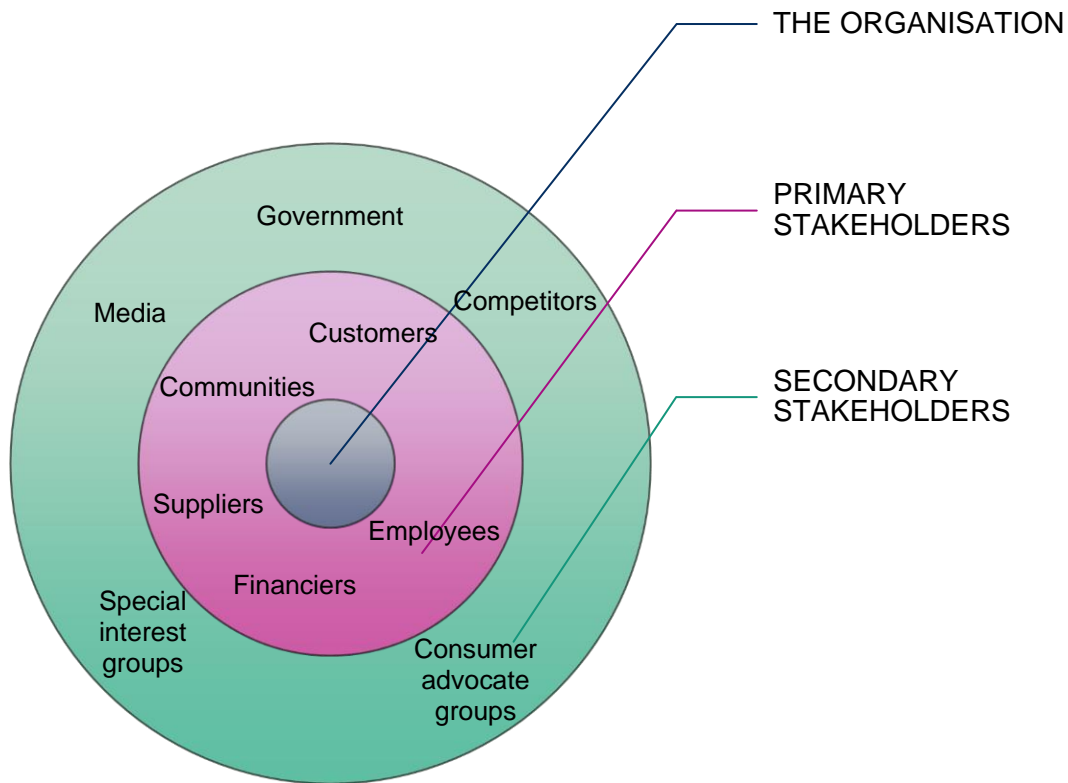 THE ORGANISATION
PRIMARY
STAKEHOLDERS
Government
Competitors
Media
Customers
Communities
SECONDARY
STAKEHOLDERS
Suppliers
Employees
Financiers
Special
interest
groups
Consumer
advocate
groups